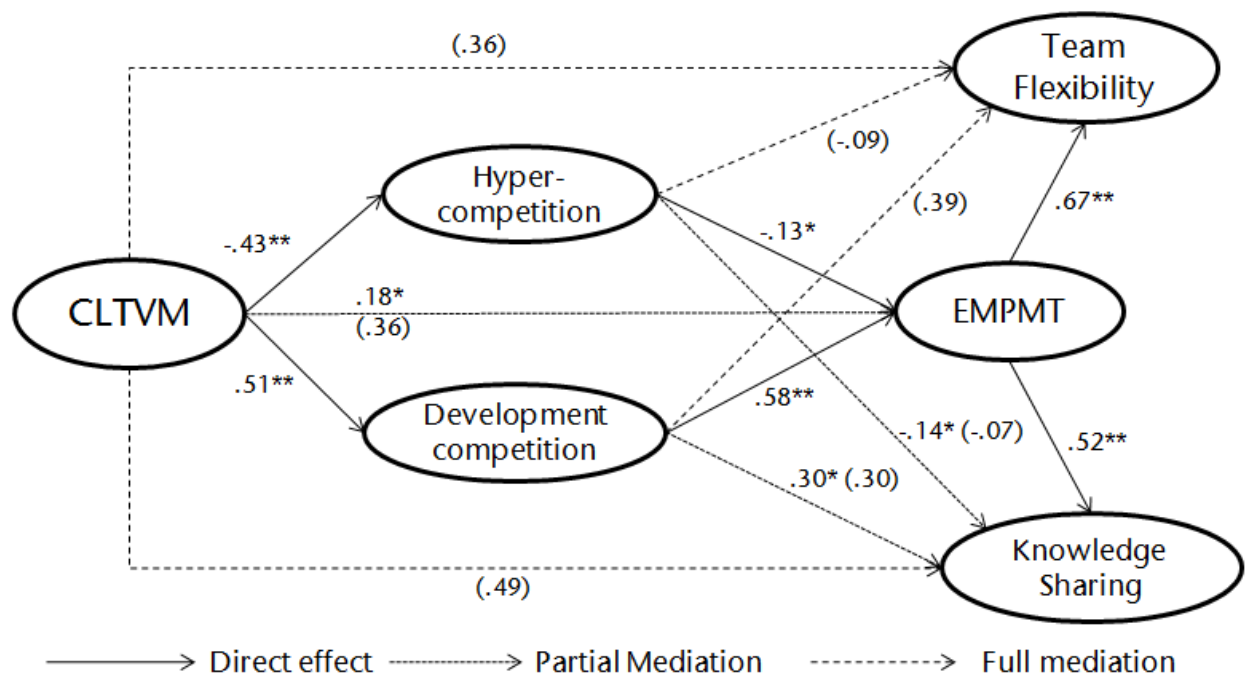 (.36)
Team
Flexibility
Hyper-
competition
(-.09)
(.39)
.67**
-.43**
-.13*
CLTVM
.18*
(.36)
EMPMT
.51**
Development
competition
.58**
-.14* (-.07)
.52**
.30* (.30)
Knowledge
Sharing
(.49)
Direct effect
Partial Mediation
Full mediation